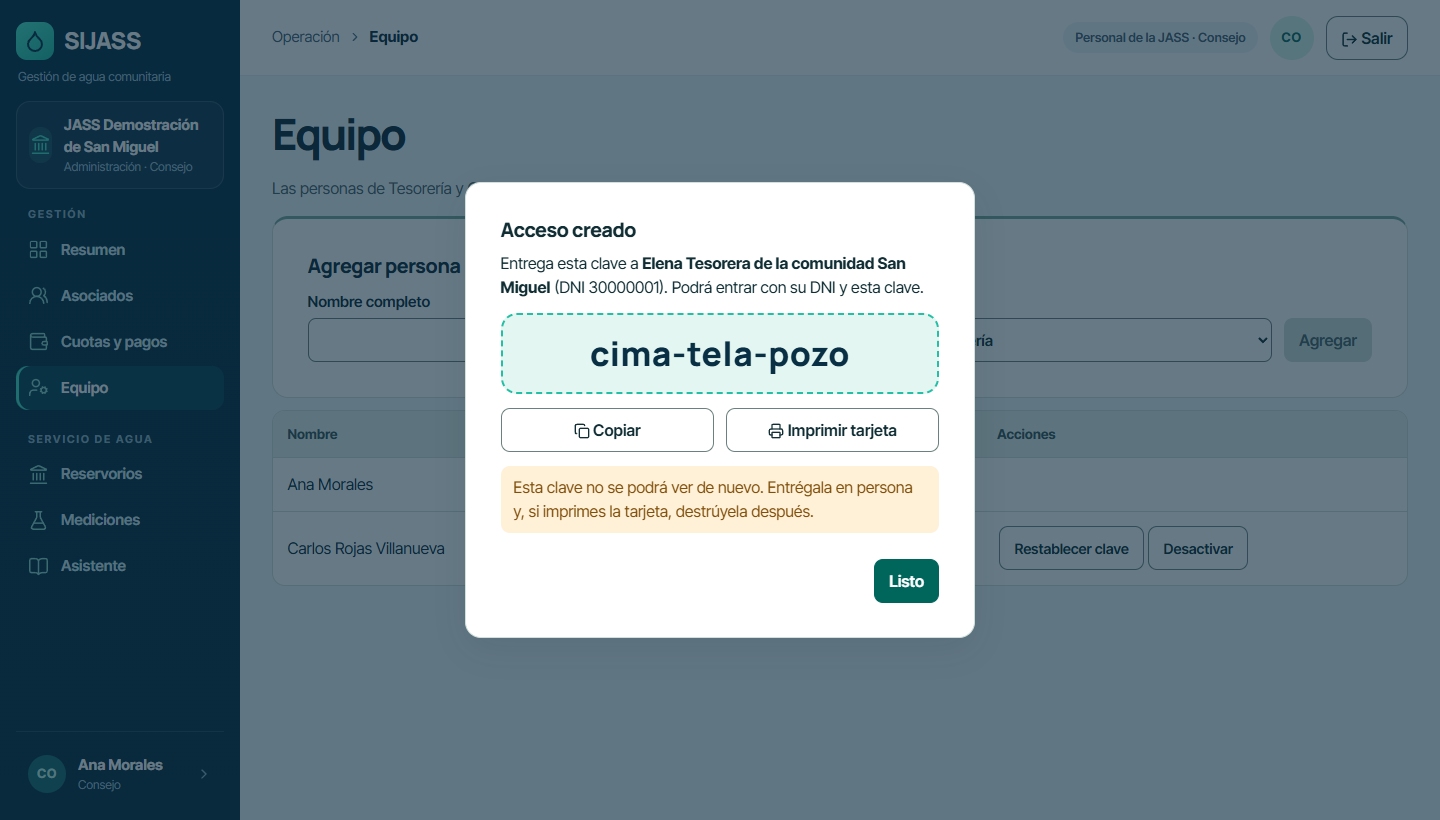 SIJASS
Gestión de agua comunitaria
JASS Demostración
de San Miguel
Administración · Consejo
GESTIÓN
Resumen
Asociados
Cuotas y pagos
Equipo
SERVICIO DE AGUA
Reservorios
Mediciones
Asistente
CO
Ana Morales
Consejo
Operación
Equipo
Personal de la JASS · Consejo
CO
Salir
Equipo
Las personas de Tesorería y
Agregar persona
Nombre completo
Agregar
Nombre
Acciones
Ana Morales
Carlos Rojas Villanueva
Restablecer clave
Desactivar
Acceso creado
Entrega esta clave a Elena Tesorera de la comunidad San
Miguel (DNI 30000001). Podrá entrar con su DNI y esta clave.
cima-tela-pozo
Copiar
Imprimir tarjeta
Esta clave no se podrá ver de nuevo. Entrégala en persona
y, si imprimes la tarjeta, destrúyela después.
Listo